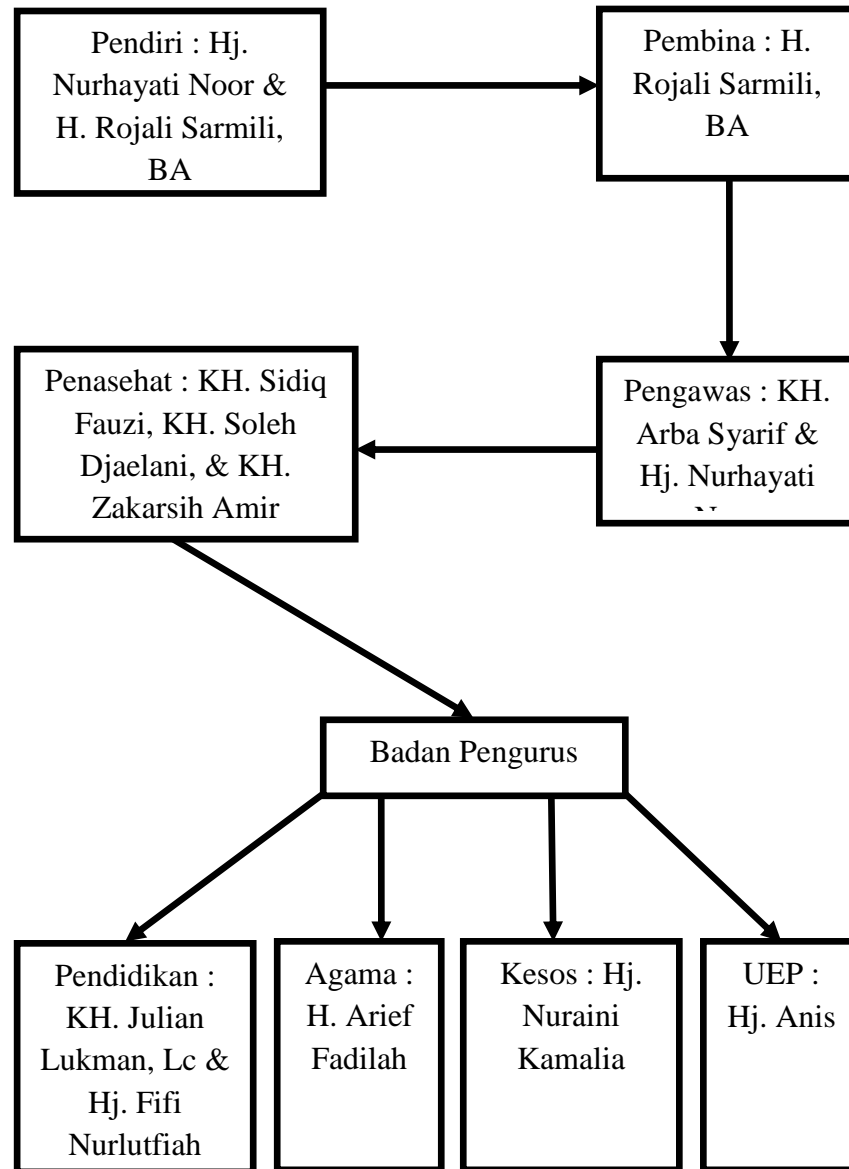 Pendiri : Hj.
Nurhayati Noor &
H. Rojali Sarmili,
BA
Pembina : H.
Rojali Sarmili,
BA
Penasehat : KH. Sidiq
Fauzi, KH. Soleh
Djaelani, & KH.
Zakarsih Amir
Pengawas : KH.
Arba Syarif &
Hj. Nurhayati
Badan Pengurus
Pendidikan :
KH. Julian
Lukman, Lc &
Hj. Fifi
Nurlutfiah
Agama :
H. Arief
Fadilah
Kesos : Hj.
Nuraini
Kamalia
UEP :
Hj. Anis